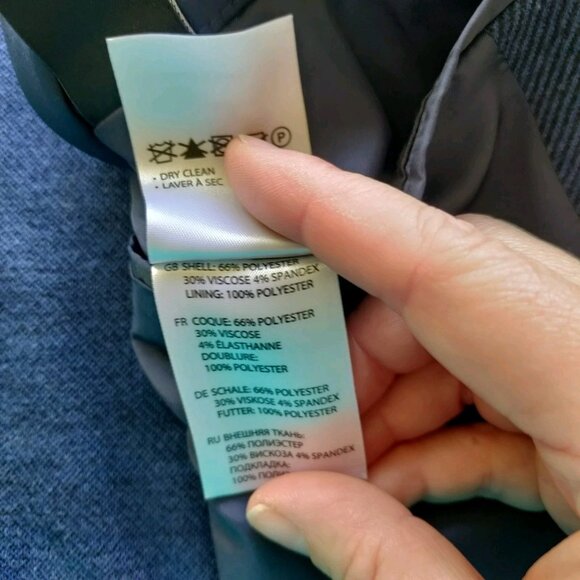 P
• DRY CLEAN
• LAVER À SEC
GB SHELL: 66% POLYESTER
30% VISCOSE 4% SPANDEX
LINING: 100% POLYESTER
FR COQUE: 66% POLYESTER
30% VISCOSE
4% ÉLASTHANNE
DOUBLURE:
100% POLYESTER
DE SCHALE: 66% POLYESTER
30% VISKOSE 4% SPANDEX
FUTTER: 100% POLYESTER
RU ВНЕШНЯЯ ТКАНЬ:
66% ПОЛИЭСТЕР
30% ВИСКОЗА 4% SPANDEX
ПОДКЛАДКА:
100%